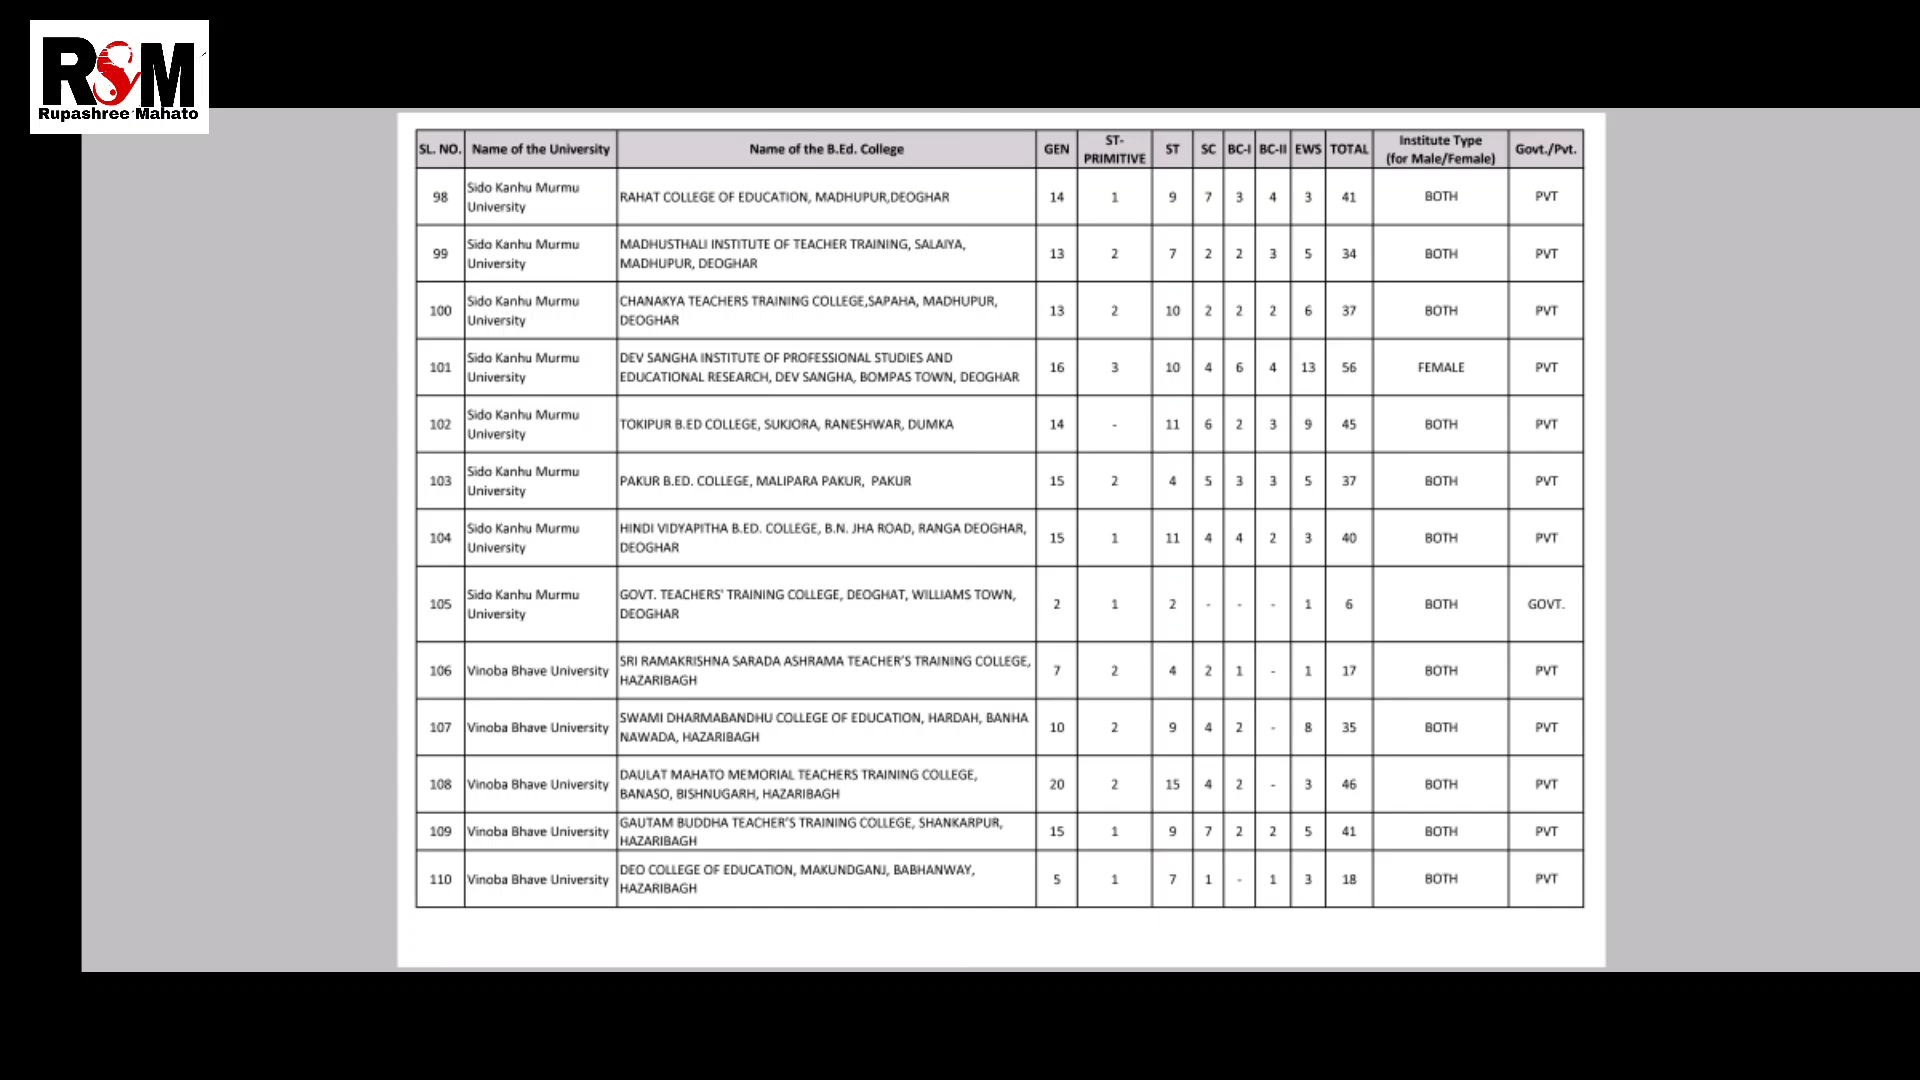 RSM
Rupashree Mahato
SL. NO. Name of the University Name of the B.Ed. College GEN ST-PRIMITIVE ST SC BC-I BC-II EWS TOTAL Institute Type (for Male/Female) Govt./Pvt.
98 Sido Kanhu Murmu University RAHAT COLLEGE OF EDUCATION, MADHUPUR,DEOGHAR 14 1 9 7 3 4 3 41 BOTH PVT
99 Sido Kanhu Murmu University MADHUSTHALI INSTITUTE OF TEACHER TRAINING, SALAIYA, MADHUPUR, DEOGHAR 13 2 7 2 2 3 5 34 BOTH PVT
100 Sido Kanhu Murmu University CHANAKYA TEACHERS TRAINING COLLEGE,SAPAHA, MADHUPUR, DEOGHAR 13 2 10 2 2 2 6 37 BOTH PVT
101 Sido Kanhu Murmu University DEV SANGHA INSTITUTE OF PROFESSIONAL STUDIES AND EDUCATIONAL RESEARCH, DEV SANGHA, BOMPAS TOWN, DEOGHAR 16 3 10 4 6 4 13 56 FEMALE PVT
102 Sido Kanhu Murmu University TOKIPUR B.ED COLLEGE, SUKJORA, RANESHWAR, DUMKA 14 - 11 6 2 3 9 45 BOTH PVT
103 Sido Kanhu Murmu University PAKUR B.ED. COLLEGE, MALIPARA PAKUR, PAKUR 15 2 4 5 3 3 5 37 BOTH PVT
104 Sido Kanhu Murmu University HINDI VIDYAPITHA B.ED. COLLEGE, B.N. JHA ROAD, RANGA DEOGHAR, DEOGHAR 15 1 11 4 4 2 3 40 BOTH PVT
105 Sido Kanhu Murmu University GOVT. TEACHERS' TRAINING COLLEGE, DEOGHAT, WILLIAMS TOWN, DEOGHAR 2 1 2 - - - 1 6 BOTH GOVT.
106 Vinoba Bhave University SRI RAMAKRISHNA SARADA ASHRAMA TEACHER'S TRAINING COLLEGE, HAZARIBAGH 7 2 4 2 1 - 1 17 BOTH PVT
107 Vinoba Bhave University SWAMI DHARMABANDHU COLLEGE OF EDUCATION, HARDAH, BANHA NAWADA, HAZARIBAGH 10 2 9 4 2 - 8 35 BOTH PVT
108 Vinoba Bhave University DAULAT MAHATO MEMORIAL TEACHERS TRAINING COLLEGE, BANASO, BISHNUGARH, HAZARIBAGH 20 2 15 4 2 - 3 46 BOTH PVT
109 Vinoba Bhave University GAUTAM BUDDHA TEACHER'S TRAINING COLLEGE, SHANKARPUR, HAZARIBAGH 15 1 9 7 2 2 5 41 BOTH PVT
110 Vinoba Bhave University DEO COLLEGE OF EDUCATION, MAKUNDGANJ, BABHANWAY, HAZARIBAGH 5 1 7 1 - 1 3 18 BOTH PVT